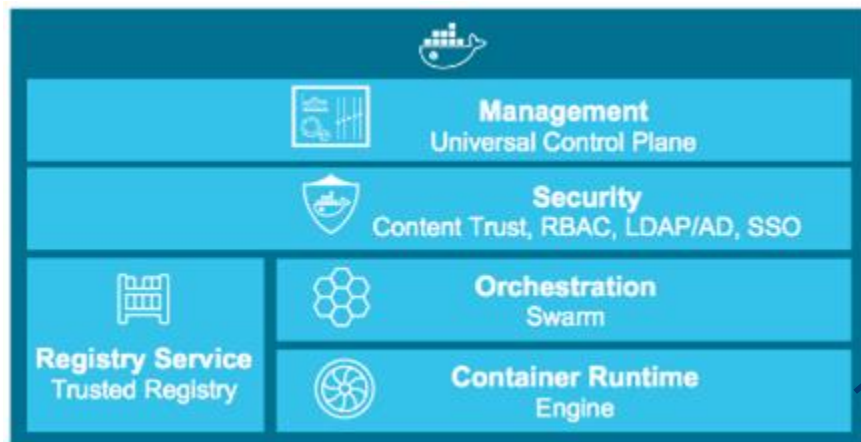 Management
Universal Control Plane
Security
Content Trust, RBAC, LDAP/AD, SSO
Registry Service
Trusted Registry
Orchestration
Swarm
Container Runtime
Engine